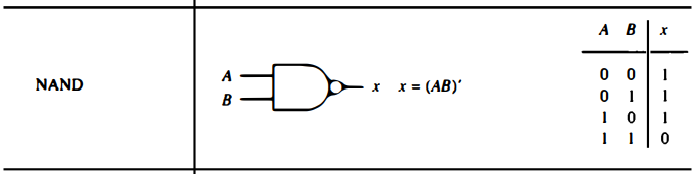 A B x
NAND
A
B
x x = (AB)′
0 0 1
0 1 1
1 0 1
1 1 0